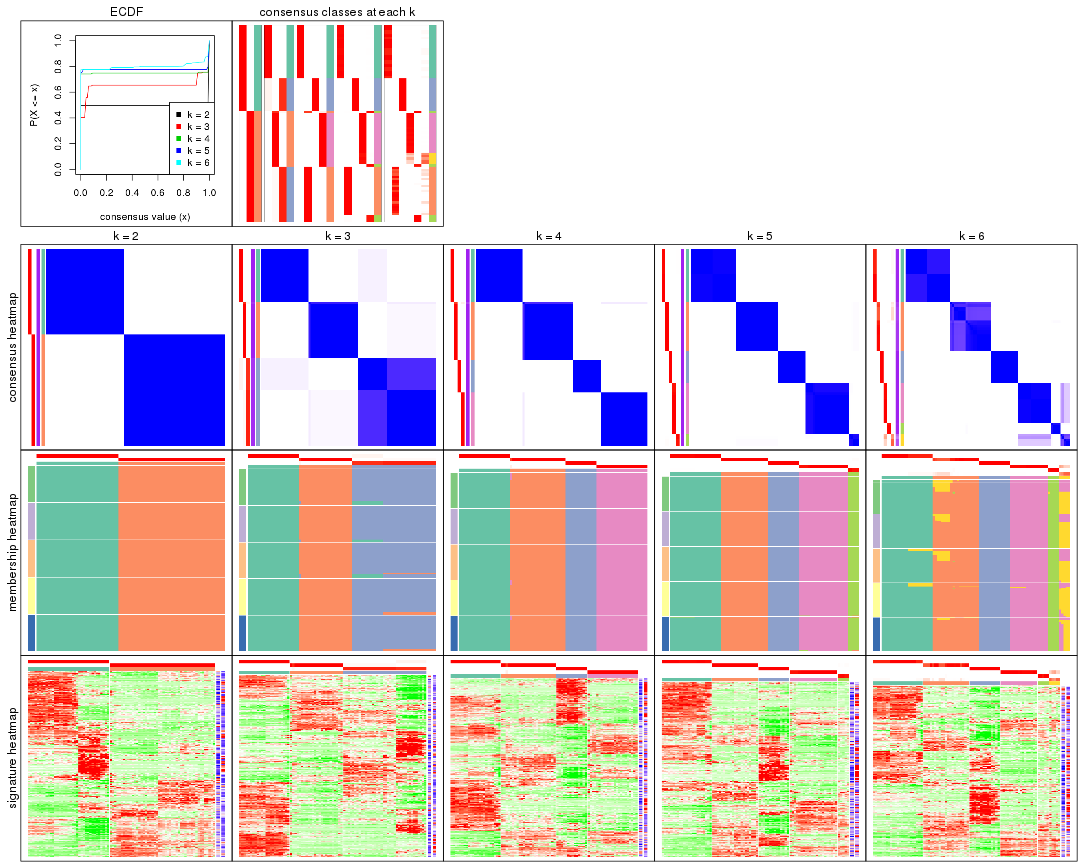 ECDF
consensus classes at each k
P(X <= x)
1.0
0.8
0.6
0.4
0.2
0.0
k = 2
k = 3
k = 4
k = 5
k = 6
0.0 0.2 0.4 0.6 0.8 1.0
consensus value (x)
k = 2 k = 3 k = 4 k = 5 k = 6
consensus heatmap
membership heatmap
signature heatmap